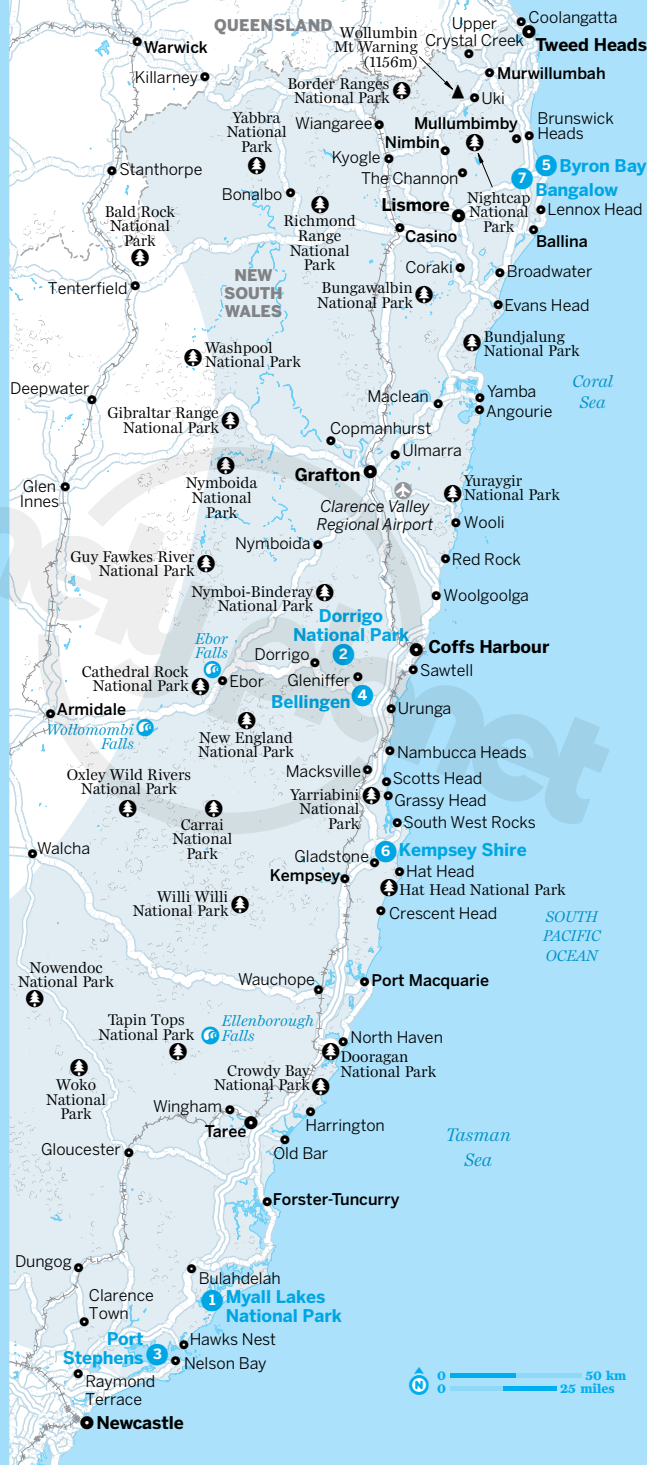 QUEENSLAND
Wollumbin
Mt Warning
(1156m)
Upper
Crystal Creek
Coolangatta
Tweed Heads
Warwick
Killarney
Border Ranges
National Park
Murwillumbah
Uki
Yabbra
National
Park
Wiangaree
Mullumbimby
Brunswick
Heads
Nimbin
Kyogle
The Channon
5 Byron Bay
7 Bangalow
Stanthorpe
Bonalbo
Lismore
Nightcap
National
Park
Lennox Head
Bald Rock
National
Park
Richmond
Range
National
Park
Casino
Ballina
Tenterfield
NEW
SOUTH
WALES
Coraki
Broadwater
Bungawalbin
National Park
Evans Head
Washpool
National Park
Bundjalung
National Park
Coral
Sea
Deepwater
Maclean
Yamba
Angourie
Gibraltar Range
National Park
Copmanhurst
Ulmarra
Grafton
Nymboida
National
Park
Glen
Innes
Clarence Valley
Regional Airport
Yuraygir
National Park
Wooli
Nymboida
Guy Fawkes River
National Park
Red Rock
Nymboi-Binderay
National Park
Woolgoolga
Dorrigo
National Park
2
Ebor
Falls
Dorrigo
Coffs Harbour
Cathedral Rock
National Park
Ebor
Gleniffer
Sawtell
Bellingen 4
Armidale
Wollomombi
Falls
Urunga
New England
National Park
Nambucca Heads
Oxley Wild Rivers
National Park
Macksville
Scotts Head
Carrai
National
Park
Yarriabini
National
Park
Grassy Head
South West Rocks
Walcha
Gladstone
6 Kempsey Shire
Kempsey
Hat Head
Hat Head National Park
Willi Willi
National Park
Crescent Head
SOUTH
PACIFIC
OCEAN
Nowendoc
National Park
Wauchope
Port Macquarie
Tapin Tops
National Park
Ellenborough
Falls
North Haven
Dooragan
National Park
Woko
National
Park
Crowdy Bay
National Park
Wingham
Taree
Harrington
Gloucester
Old Bar
Tasman
Sea
Forster-Tuncurry
Dungog
Bulahdelah
Clarence
Town
1 Myall Lakes
National Park
Port
Stephens 3
Hawks Nest
Nelson Bay
Raymond
Terrace
Newcastle
N
0 50 km
0 25 miles
planet